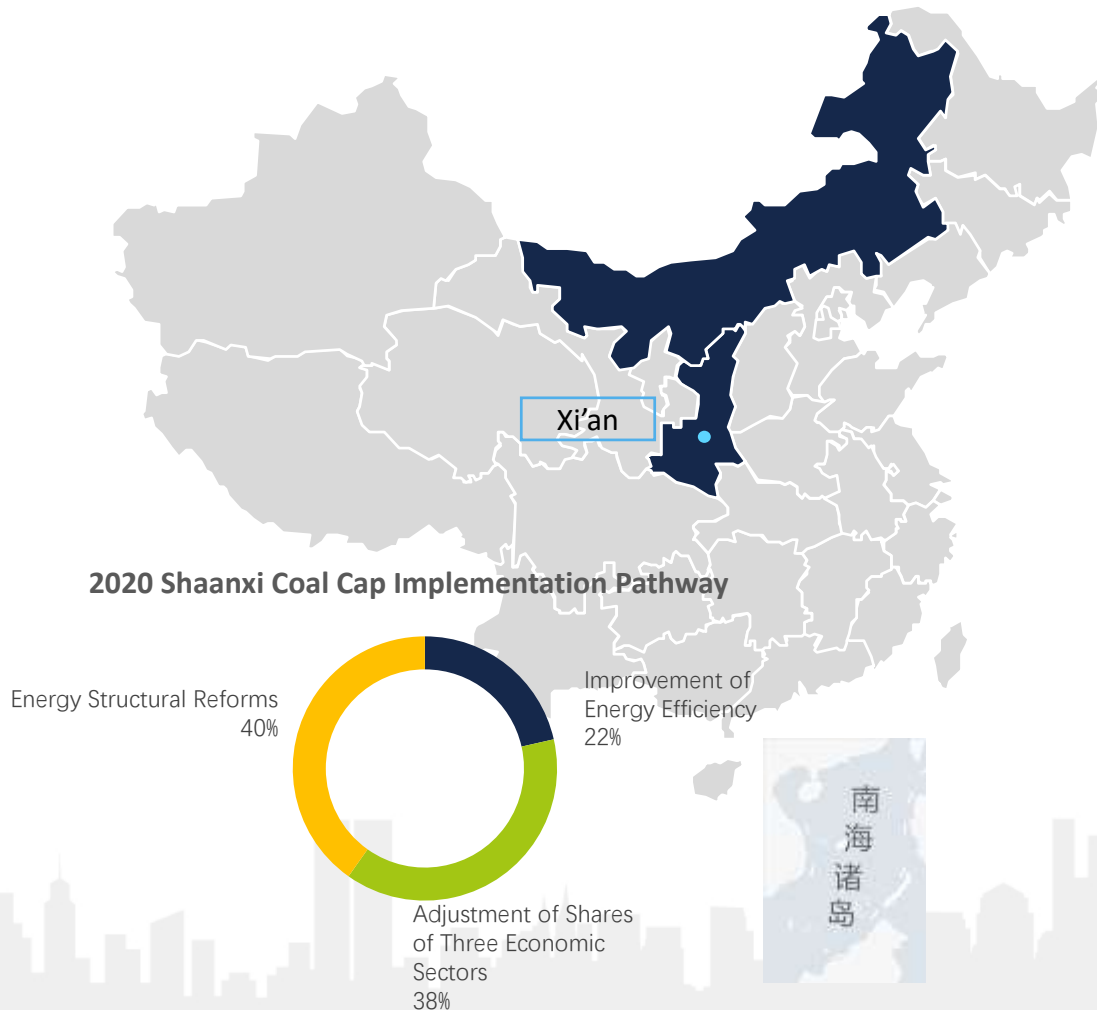 Xi’an
2020 Shaanxi Coal Cap Implementation Pathway
Energy Structural Reforms
40%
Improvement of
Energy Efficiency
22%
Adjustment of Shares
of Three Economic
Sectors
38%
南
海
诸
岛